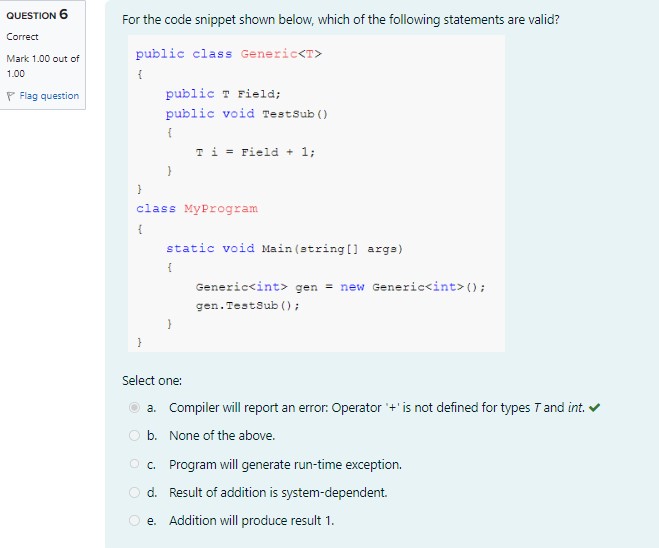 QUESTION 6
Correct
Mark 1.00 out of
1.00
Flag question
For the code snippet shown below, which of the following statements are valid?
public class Generic<T>
{
public T Field;
public void TestSub()
{
T i = Field + 1;
}
}
class MyProgram
{
static void Main(string[] args)
{
Generic<int> gen = new Generic<int>();
gen.TestSub();
}
}
Select one:
a. Compiler will report an error: Operator '+' is not defined for types T and int.
b. None of the above.
c. Program will generate run-time exception.
d. Result of addition is system-dependent.
e. Addition will produce result 1.